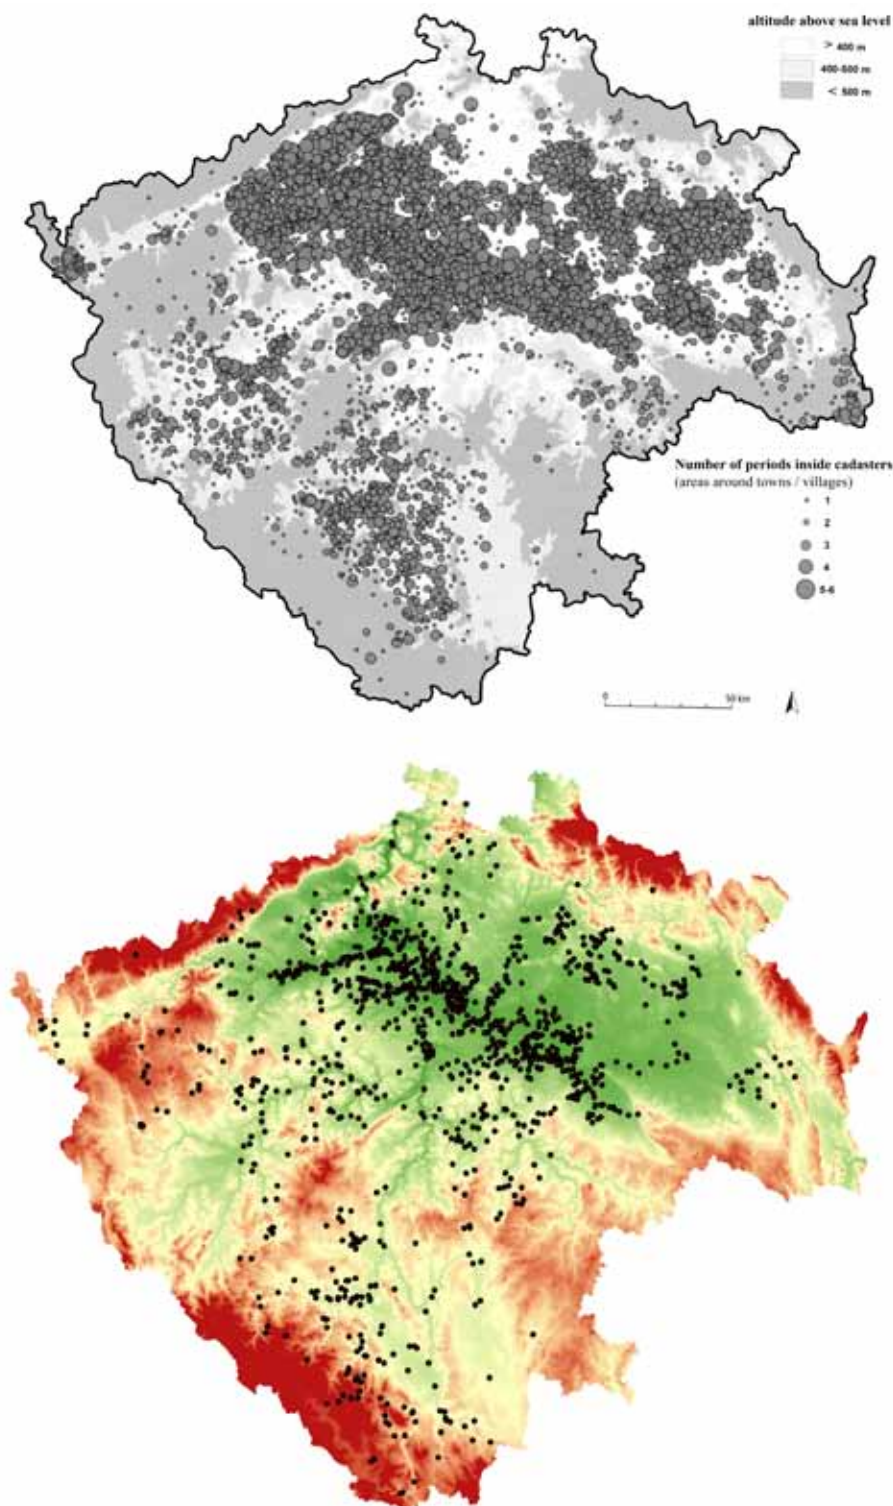 altitude above sea level
> 400 m
400-500 m
< 500 m
Number of periods inside cadasters
(areas around towns / villages)
1
2
3
4
5-6
0
50 km